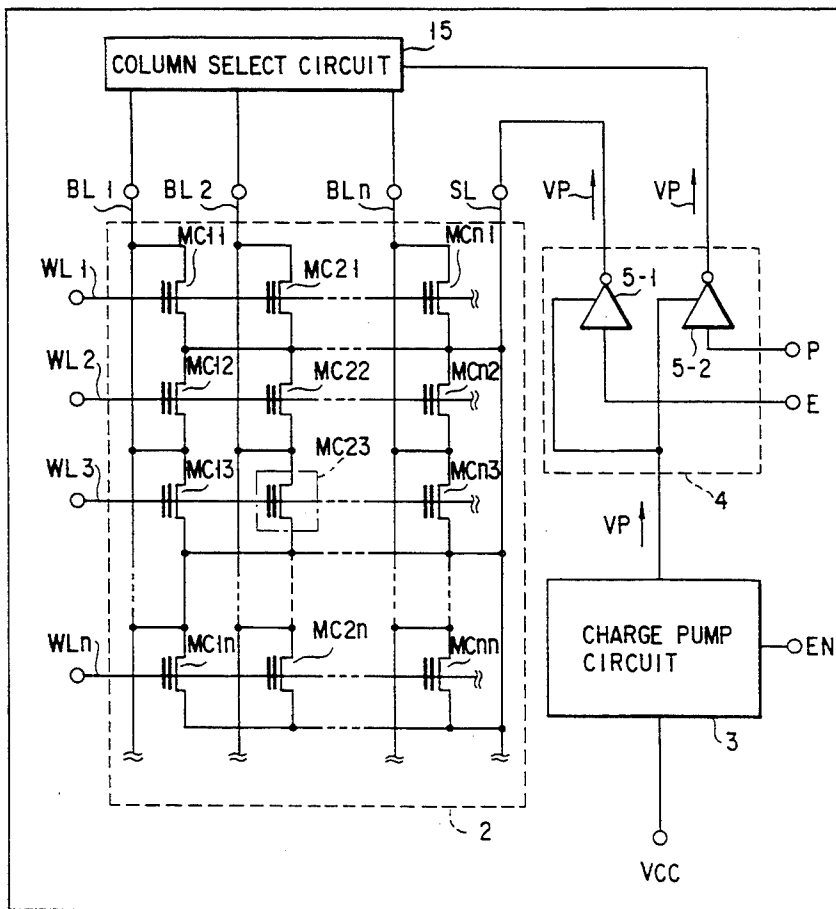 15
COLUMN SELECT CIRCUIT
BL 1
BL 2
BLn
SL
VP
VP
MC11
MC21
MCn1
5-1
WL 1
5-2
P
WL 2
MC12
MC22
MCn2
E
MC23
WL 3
MC13
MCn3
4
VP
WLn
MC1n
MC2n
MCnn
CHARGE PUMP
CIRCUIT
EN
3
2
VCC